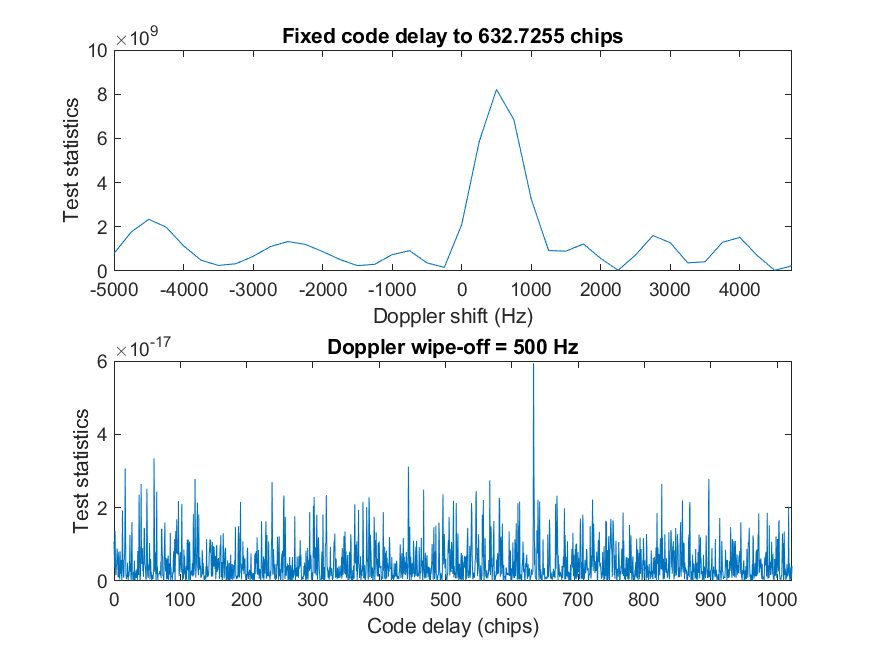 Fixed code delay to 632.7255 chips
×10^9
10
8
6
4
2
0
Test statistics
-5000 -4000 -3000 -2000 -1000 0 1000 2000 3000 4000
Doppler shift (Hz)
Doppler wipe-off = 500 Hz
×10^-17
6
4
2
0
Test statistics
0 100 200 300 400 500 600 700 800 900 1000
Code delay (chips)